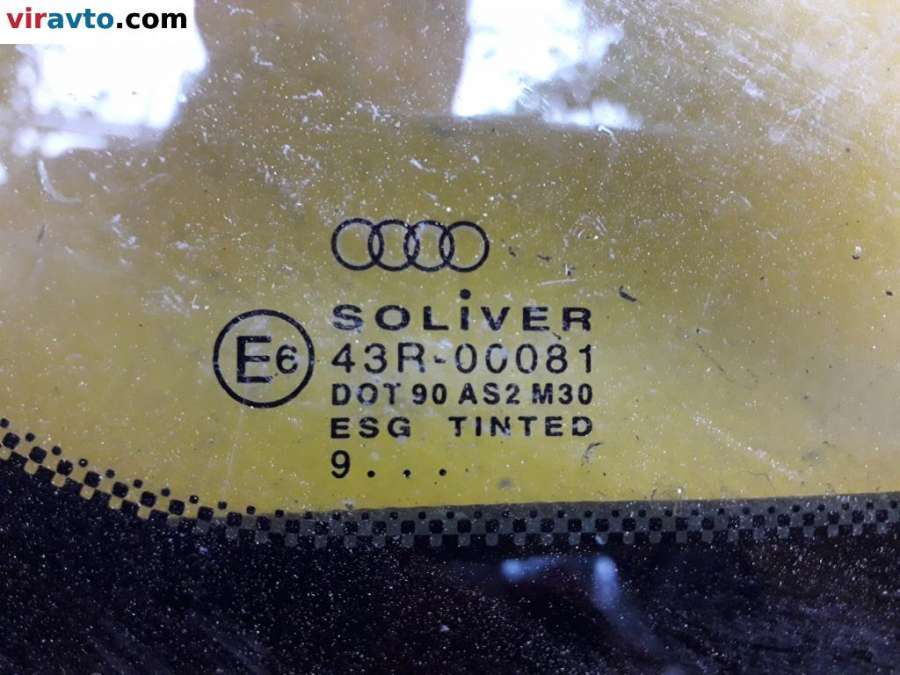 viravto.com
SOLiVER
E6
43R-00081
DOT 90 AS2 M30
ESG TINTED
9....